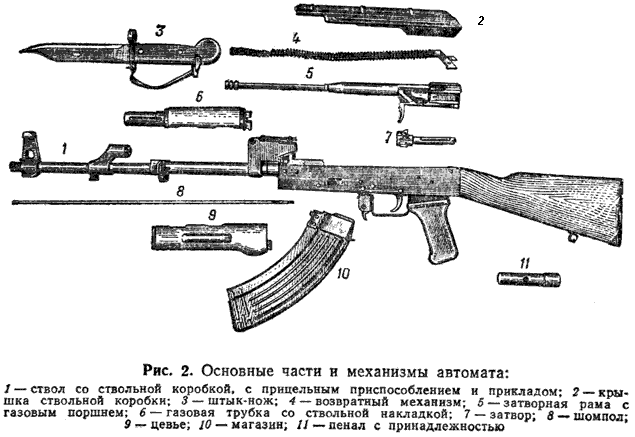 2
3
4
5
6
7
1
8
9
10
11
Рис. 2. Основные части и механизмы автомата:
1 — ствол со ствольной коробкой, с прицельным приспособлением и прикладом; 2 — кры-
шка ствольной коробки; 3 — штык-нож; 4 — возвратный механизм; 5 — затворная рама с
газовым поршнем; 6 — газовая трубка со ствольной накладкой; 7 — затвор; 8 — шомпол;
9 — цевье; 10 — магазин; 11 — пенал с принадлежностью